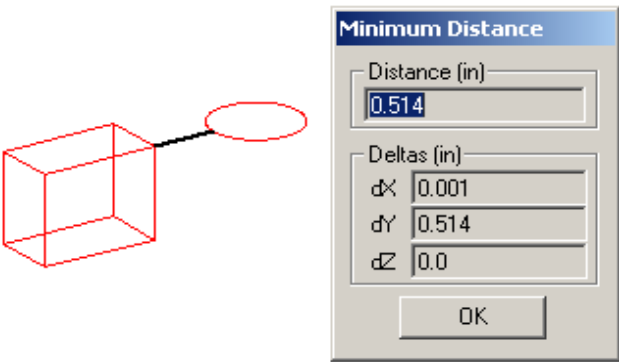 Minimum Distance
Distance (in)
0.514
Deltas (in)
dX 0.001
dY 0.514
dZ 0.0
OK